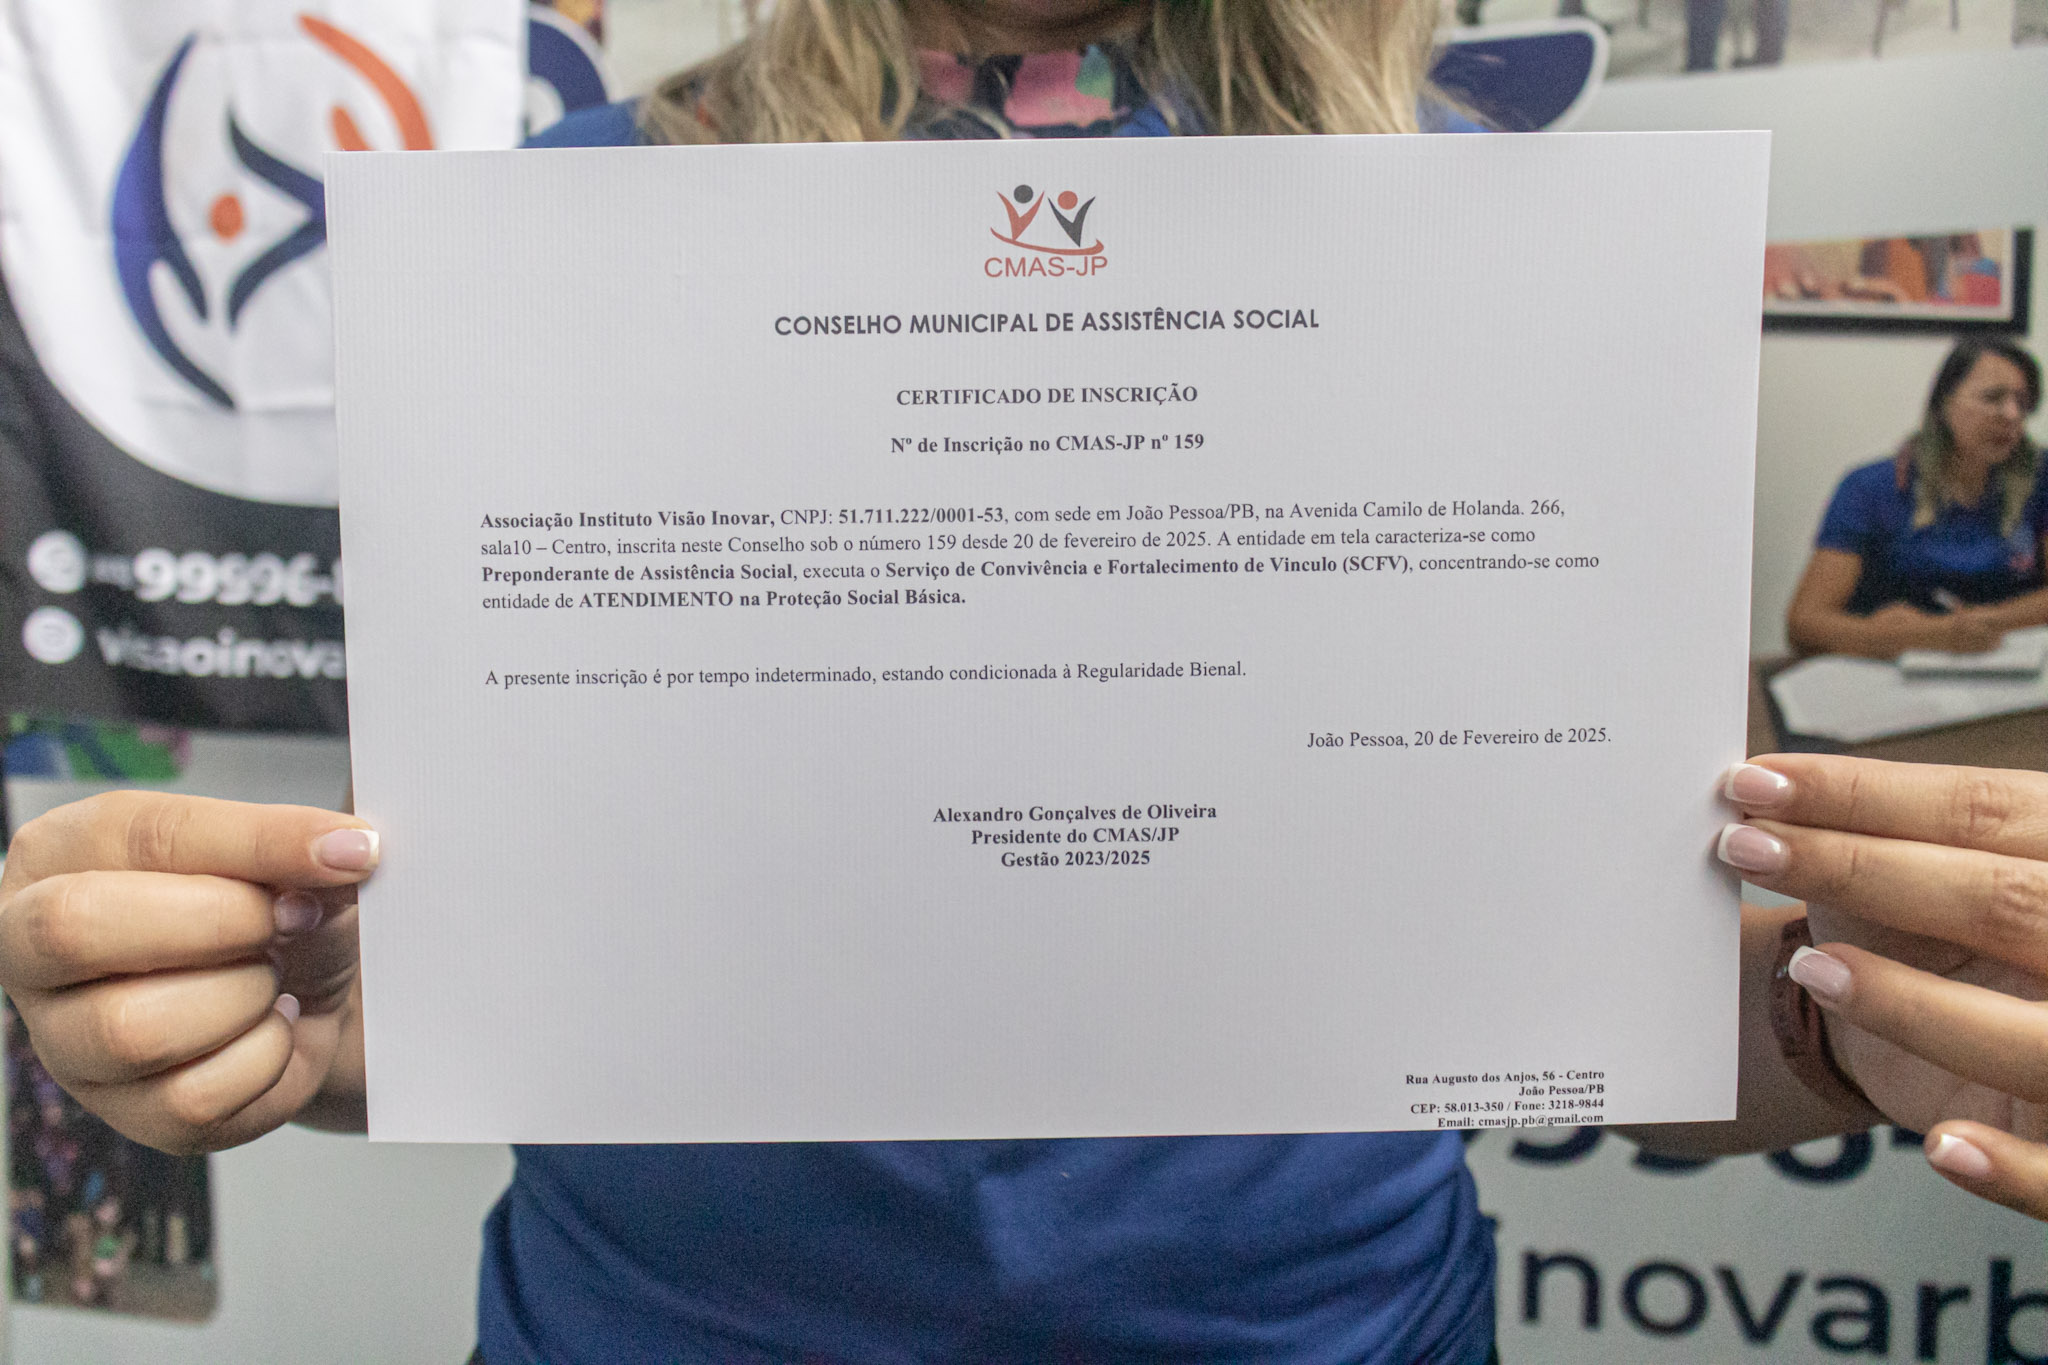 CMAS-JP
CONSELHO MUNICIPAL DE ASSISTÊNCIA SOCIAL
CERTIFICADO DE INSCRIÇÃO
Nº de Inscrição no CMAS-JP nº 159
Associação Instituto Visão Inovar, CNPJ: 51.711.222/0001-53, com sede em João Pessoa/PB, na Avenida Camilo de Holanda. 266,
sala10 – Centro, inscrita neste Conselho sob o número 159 desde 20 de fevereiro de 2025. A entidade em tela caracteriza-se como
Preponderante de Assistência Social, executa o Serviço de Convivência e Fortalecimento de Vinculo (SCFV), concentrando-se como
entidade de ATENDIMENTO na Proteção Social Básica.
A presente inscrição é por tempo indeterminado, estando condicionada à Regularidade Bienal.
João Pessoa, 20 de Fevereiro de 2025.
Alexandro Gonçalves de Oliveira
Presidente do CMAS/JP
Gestão 2023/2025
Rua Augusto dos Anjos, 56 - Centro
João Pessoa/PB
CEP: 58.013-350 / Fone: 3218-9844
Email: cmasjp.pb@gmail.com
99596-
visaoinova
novarb